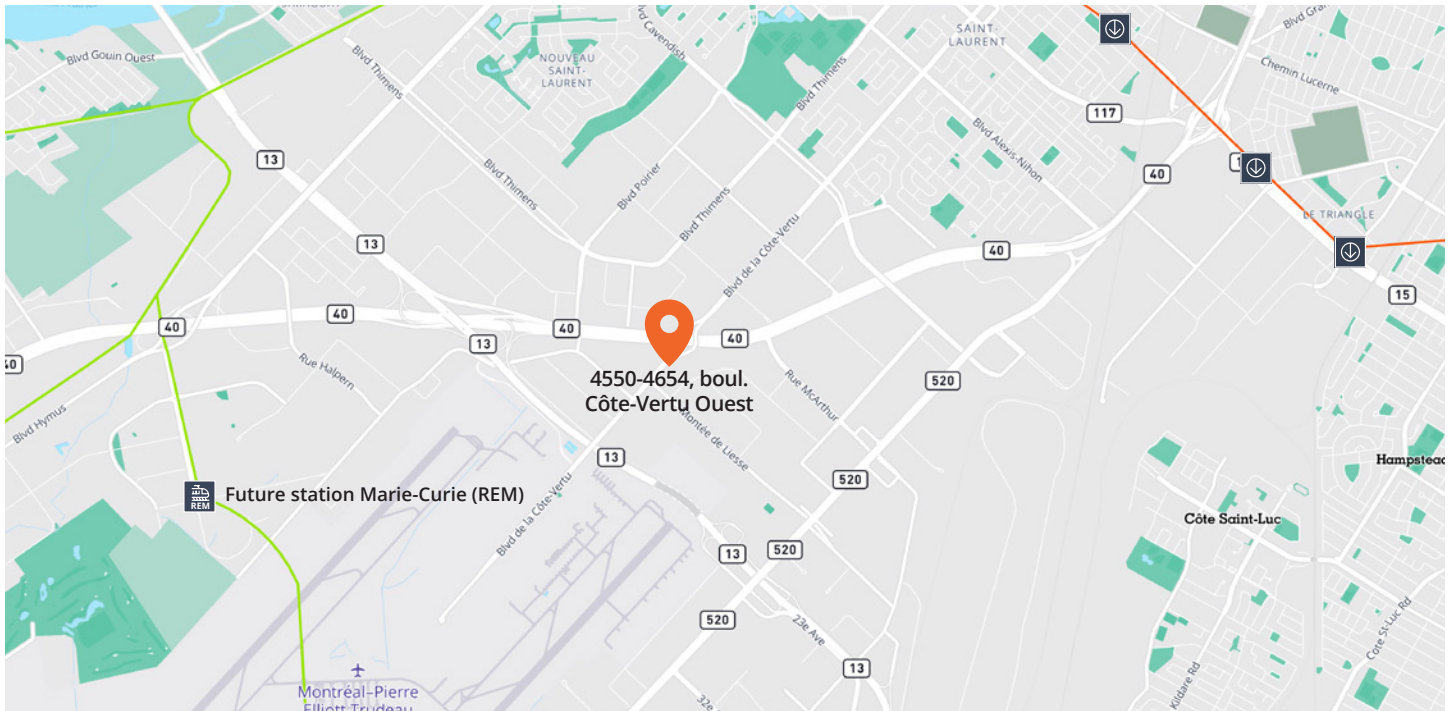 SAINT-
LAURENT
Blvd Gouin Ouest
Blvd Thimens
NOUVEAU
SAINT-
LAURENT
Blvd Cavendish
Blvd Thimens
Chemin Lucerne
117
13
Blvd Thimens
Blvd Poirier
Blvd Alexis-Nihon
40
Blvd Thimens
LE TRIANGLE
13
Blvd de la Côte-Vertu
40
15
40
40
40
13
40
40
Rue Halpern
4550-4654, boul.
Côte-Vertu Ouest
Rue McArthur
520
Blvd Hymus
Montée de Liesse
13
520
Hampstead
REM
Future station Marie-Curie (REM)
Blvd de la Côte-Vertu
Côte Saint-Luc
13
520
520
23e Ave
Cote St-Luc Rd
13
Kildare Rd
Montréal–Pierre
Elliott Trudeau
32e